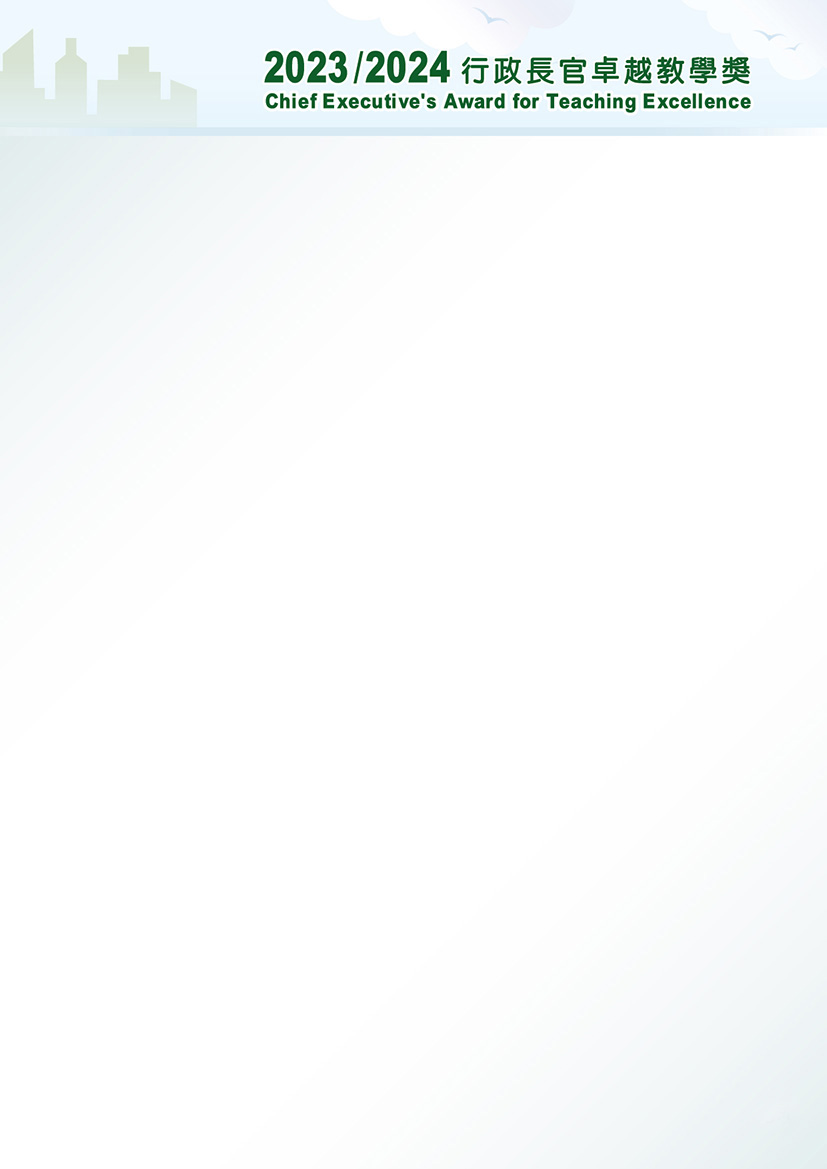 2023/2024 行政長官卓越教學獎
Chief Executive's Award for Teaching Excellence